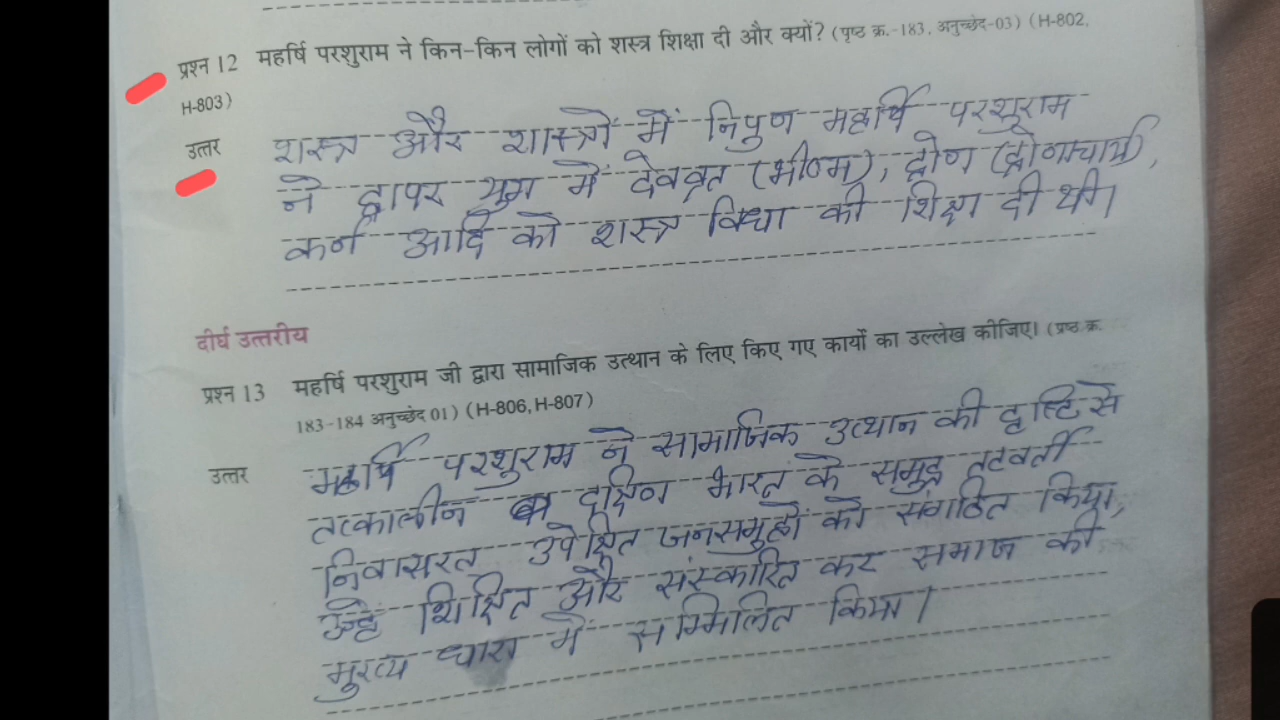 प्रश्न 12 महर्षि परशुराम ने किन-किन लोगों को शस्त्र शिक्षा दी और क्यों? (पृष्ठ क्र.-183, अनुच्छेद-03) (H-802,
H-803)
उत्तर शस्त्र और शास्त्रों में निपुण महर्षि परशुराम
ने द्वापर युग में देवव्रत (भीष्म), द्रोण (द्रोणाचार्य),
कर्न आदि को शस्त्र विधा की शिक्षा दी थी।
दीर्घ उत्तरीय
प्रश्न 13 महर्षि परशुराम जी द्वारा सामाजिक उत्थान के लिए किए गए कार्यो का उल्लेख कीजिए। (प्रष्ठ क्र.
183-184 अनुच्छेद 01) (H-806, H-807)
उत्तर महर्षि परशुराम ने सामाजिक उत्थान की दृष्टि से
तत्कालीन दक्षिण भारत के समुद्र तटवर्ती
निवासरत उपेक्षित जनसमुहों को संगठित किया,
उन्हे शिक्षित और संस्कारित कर समाज की
मुख्य धारा में सम्मिलित किया।